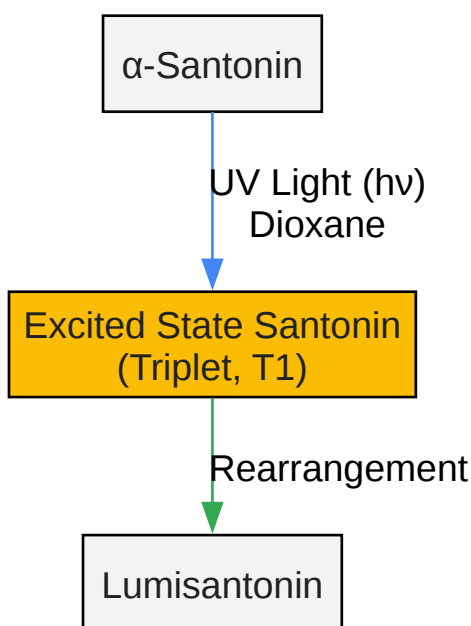 α-Santonin
UV Light (hν)
Dioxane
Excited State Santonin
(Triplet, T1)
Rearrangement
Lumisantonin